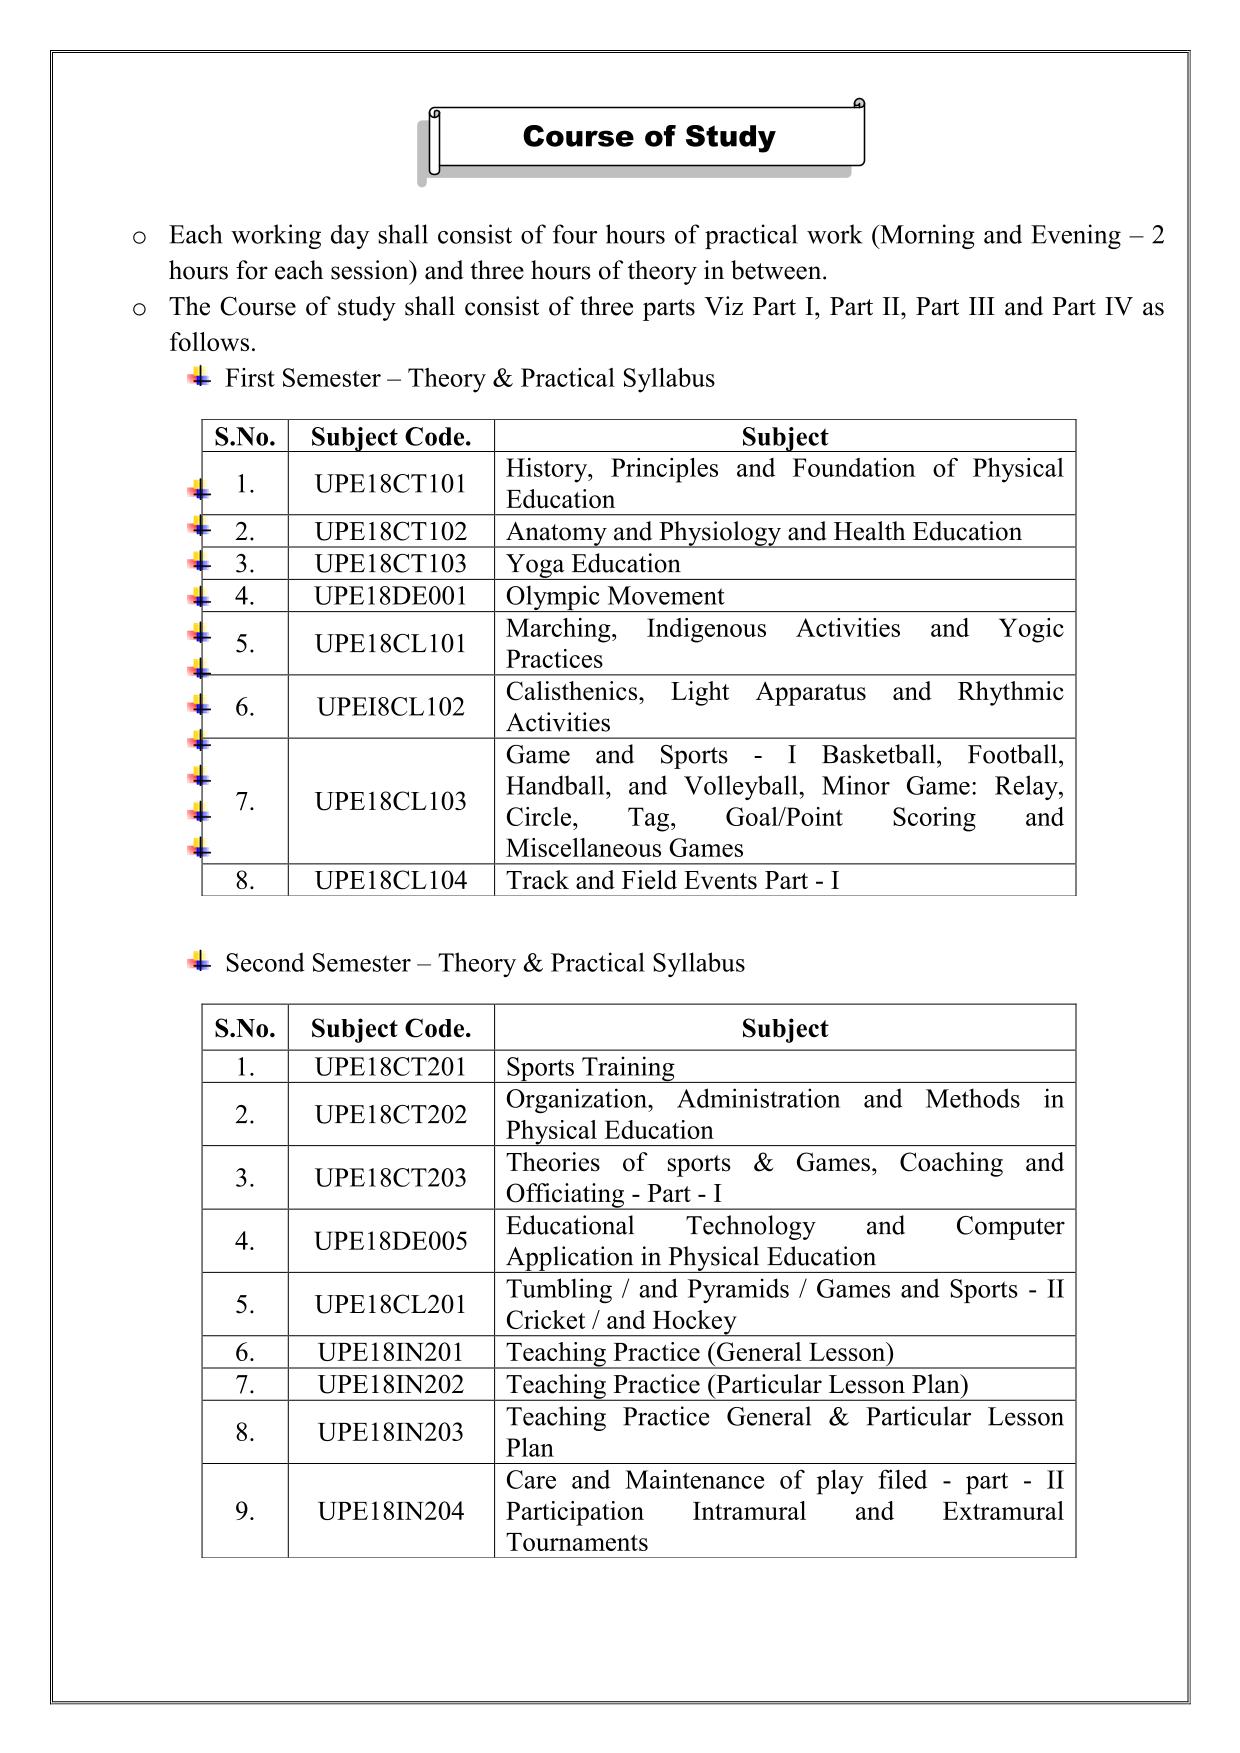 Course of Study
o Each working day shall consist of four hours of practical work (Morning and Evening – 2
hours for each session) and three hours of theory in between.
o The Course of study shall consist of three parts Viz Part I, Part II, Part III and Part IV as
follows.
First Semester – Theory & Practical Syllabus
S.No. Subject Code. Subject
1. UPE18CT101 History, Principles and Foundation of Physical
Education
2. UPE18CT102 Anatomy and Physiology and Health Education
3. UPE18CT103 Yoga Education
4. UPE18DE001 Olympic Movement
5. UPE18CL101 Marching, Indigenous Activities and Yogic
Practices
6. UPEI8CL102 Calisthenics, Light Apparatus and Rhythmic
Activities
7. UPE18CL103 Game and Sports - I Basketball, Football,
Handball, and Volleyball, Minor Game: Relay,
Circle, Tag, Goal/Point Scoring and
Miscellaneous Games
8. UPE18CL104 Track and Field Events Part - I
Second Semester – Theory & Practical Syllabus
S.No. Subject Code. Subject
1. UPE18CT201 Sports Training
2. UPE18CT202 Organization, Administration and Methods in
Physical Education
3. UPE18CT203 Theories of sports & Games, Coaching and
Officiating - Part - I
4. UPE18DE005 Educational Technology and Computer
Application in Physical Education
5. UPE18CL201 Tumbling / and Pyramids / Games and Sports - II
Cricket / and Hockey
6. UPE18IN201 Teaching Practice (General Lesson)
7. UPE18IN202 Teaching Practice (Particular Lesson Plan)
8. UPE18IN203 Teaching Practice General & Particular Lesson
Plan
9. UPE18IN204 Care and Maintenance of play filed - part - II
Participation Intramural and Extramural
Tournaments